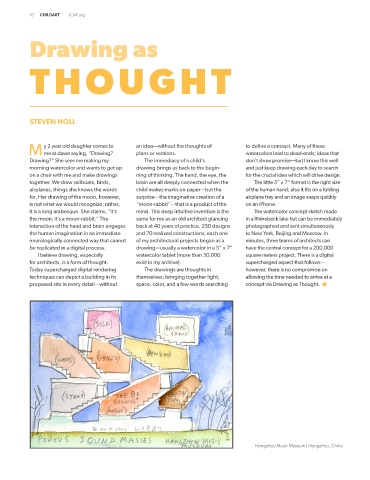 10 CHILDART ICAF.org
Drawing as
THOUGHT
STEVEN HOLL
My 2 year old daughter comes to
me at dawn saying, "Drawing?
Drawing?" She sees me making my
morning watercolor and wants to get up
on a chair with me and make drawings
together. We draw sailboats, birds,
airplanes, things she knows the words
for. Her drawing of the moon, however,
is not what we would recognize; rather,
it is a long arabesque. She claims, "it's
the moon; it's a moon-rabbit." The
interaction of the hand and brain engages
the human imagination in an immediate
neurologically connected way that cannot
be replicated in a digital process.
I believe drawing, especially
for architects, is a form of thought.
Today supercharged digital rendering
techniques can depict a building in its
proposed site in every detail—without
an idea—without the thoughts of
plans or sections.
The immediacy of a child's
drawing brings us back to the begin-
ning of thinking. The hand, the eye, the
brain are all deeply connected when the
child makes marks on paper—but the
surprise—the imaginative creation of a
"moon-rabbit"—that is a product of the
mind. This deep intuitive invention is the
same for me as an old architect glancing
back at 40 years of practice, 250 designs
and 70 realized constructions, each one
of my architectural projects began as a
drawing—usually a watercolor in a 5" x 7"
watercolor tablet (more than 30,000
exist in my archive).
The drawings are thoughts in
themselves; bringing together light,
space, color, and a few words searching
to define a concept. Many of these
watercolors lead to dead-ends; ideas that
don't show promise—but I know this well
and just keep drawing each day to search
for the crucial idea which will drive design.
The little 5" x 7" format is the right size
of the human hand; also it fits on a folding
airplane tray and an image snaps quickly
on an iPhone.
The watercolor concept sketch made
in a Rhinebeck lake hut can be immediately
photographed and sent simultaneously
to New York, Beijing and Moscow. In
minutes, three teams of architects can
have the central concept for a 200,000
square meters project. There is a digital
supercharged aspect that follows—
however, there is no compromise on
allowing the time needed to arrive at a
concept via Drawing as Thought.
(SILK)
(WOOD)
(BAMBOO)
(STONE)
THE 8
ENTRY LOBBY
POROUS SOUND MASSES HANGZHOU MUSIC
MUSEUM
Hangzhou Music Museum | Hangzhou, China